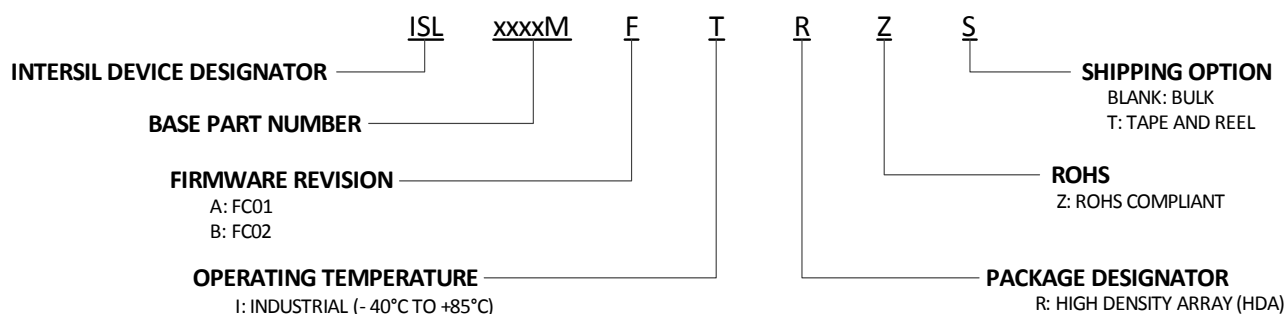 ISL xxxxM F T R Z S
INTERSIL DEVICE DESIGNATOR
SHIPPING OPTION
BLANK: BULK
T: TAPE AND REEL
BASE PART NUMBER
FIRMWARE REVISION
A: FC01
B: FC02
ROHS
Z: ROHS COMPLIANT
OPERATING TEMPERATURE
I: INDUSTRIAL (- 40°C TO +85°C)
PACKAGE DESIGNATOR
R: HIGH DENSITY ARRAY (HDA)